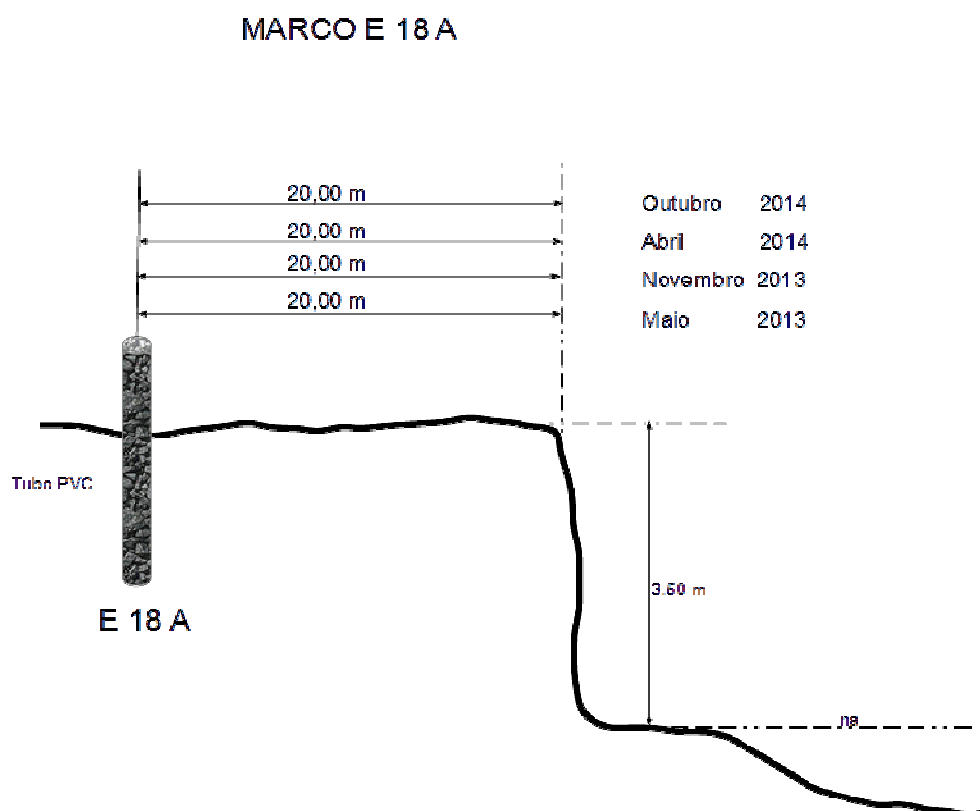 MARCO E 18 A
20,00 m
Outubro 2014
20,00 m
Abril 2014
20,00 m
Novembro 2013
20,00 m
Maio 2013
Tubo PVC
3.60 m
E 18 A
na